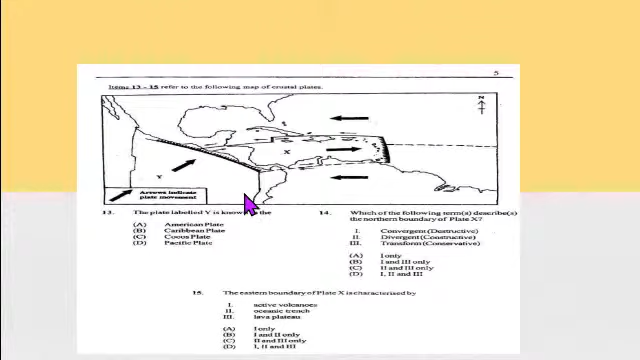 5
Items 13 – 15 refer to the following map of crustal plates.
N
X
Y
Arrows indicate
plate movement
13. The plate labelled Y is known the
(A) American Plate
(B) Caribbean Plate
(C) Cocos Plate
(D) Pacific Plate
14. Which of the following term(s) describe(s)
the northern boundary of Plate X?
I. Convergent (Destructive)
II. Divergent (Constructive)
III. Transform (Conservative)
(A) I only
(B) I and III only
(C) II and III only
(D) I, II and III
15. The eastern boundary of Plate X is characterised by
I. active volcanoes
II. oceanic trench
III. lava plateau
(A) I only
(B) I and II only
(C) II and III only
(D) I, II and III